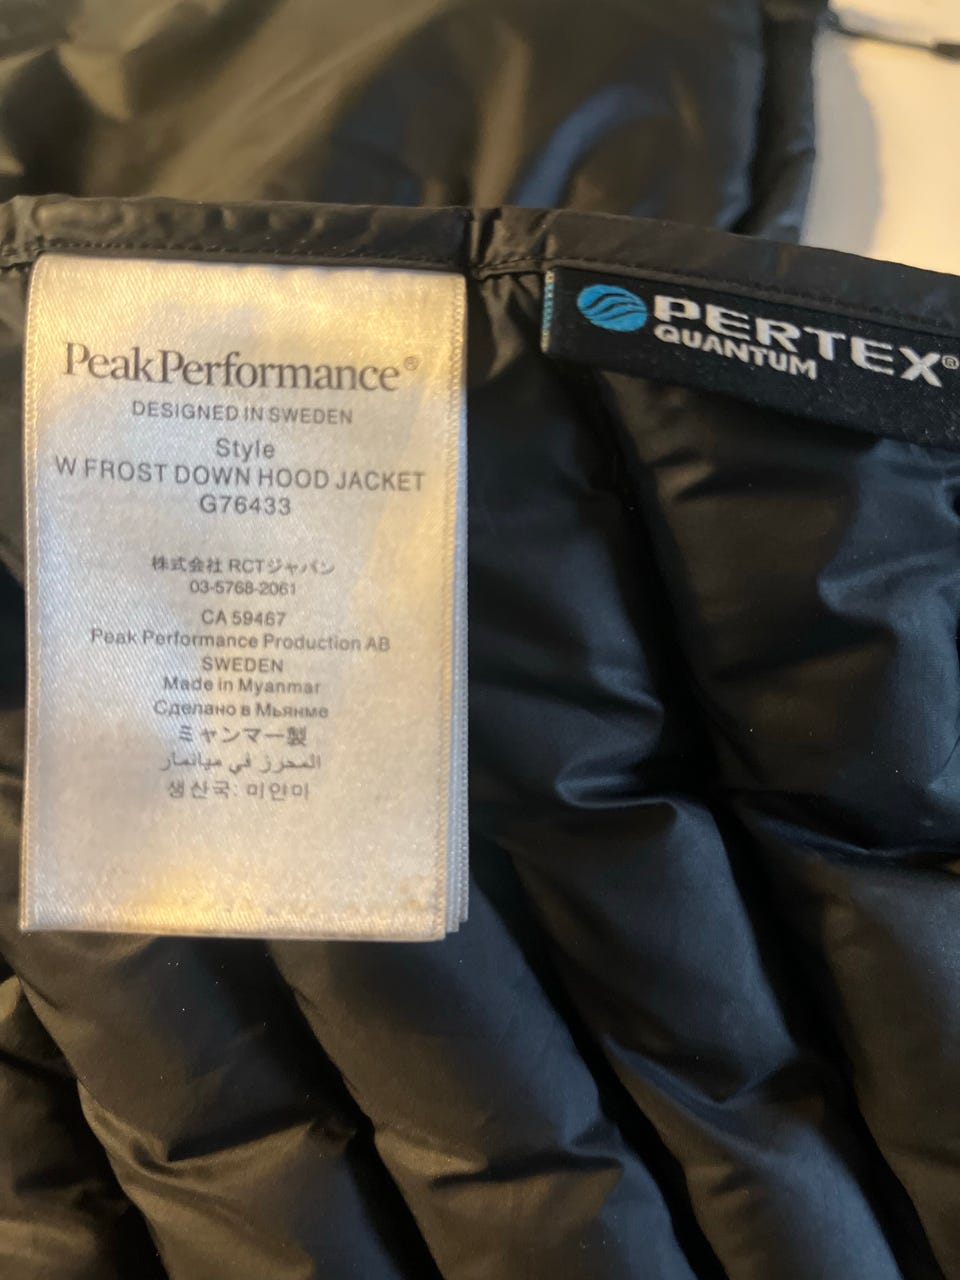 PeakPerformance®
DESIGNED IN SWEDEN
Style
W FROST DOWN HOOD JACKET
G76433
株式会社 RCTジャパン
03-5768-2061
CA 59467
Peak Performance Production AB
SWEDEN
Made in Myanmar
Сделано в Мьянме
ミャンマー製
المحرز في ميانمار
생산국: 미얀마
PERTEX®
QUANTUM